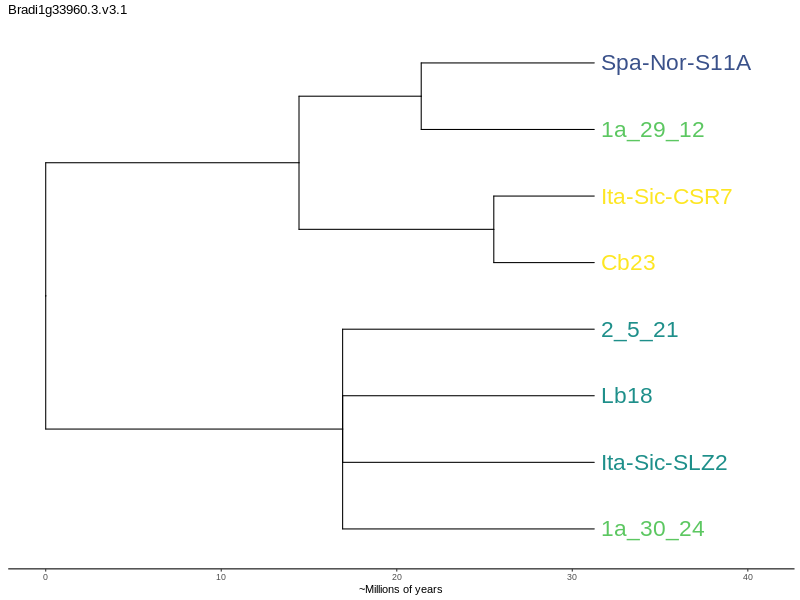 Bradi1g33960.3.v3.1
Spa-Nor-S11A
1a_29_12
Ita-Sic-CSR7
Cb23
2_5_21
Lb18
Ita-Sic-SLZ2
1a_30_24
0 10 20 30 40
~Millions of years